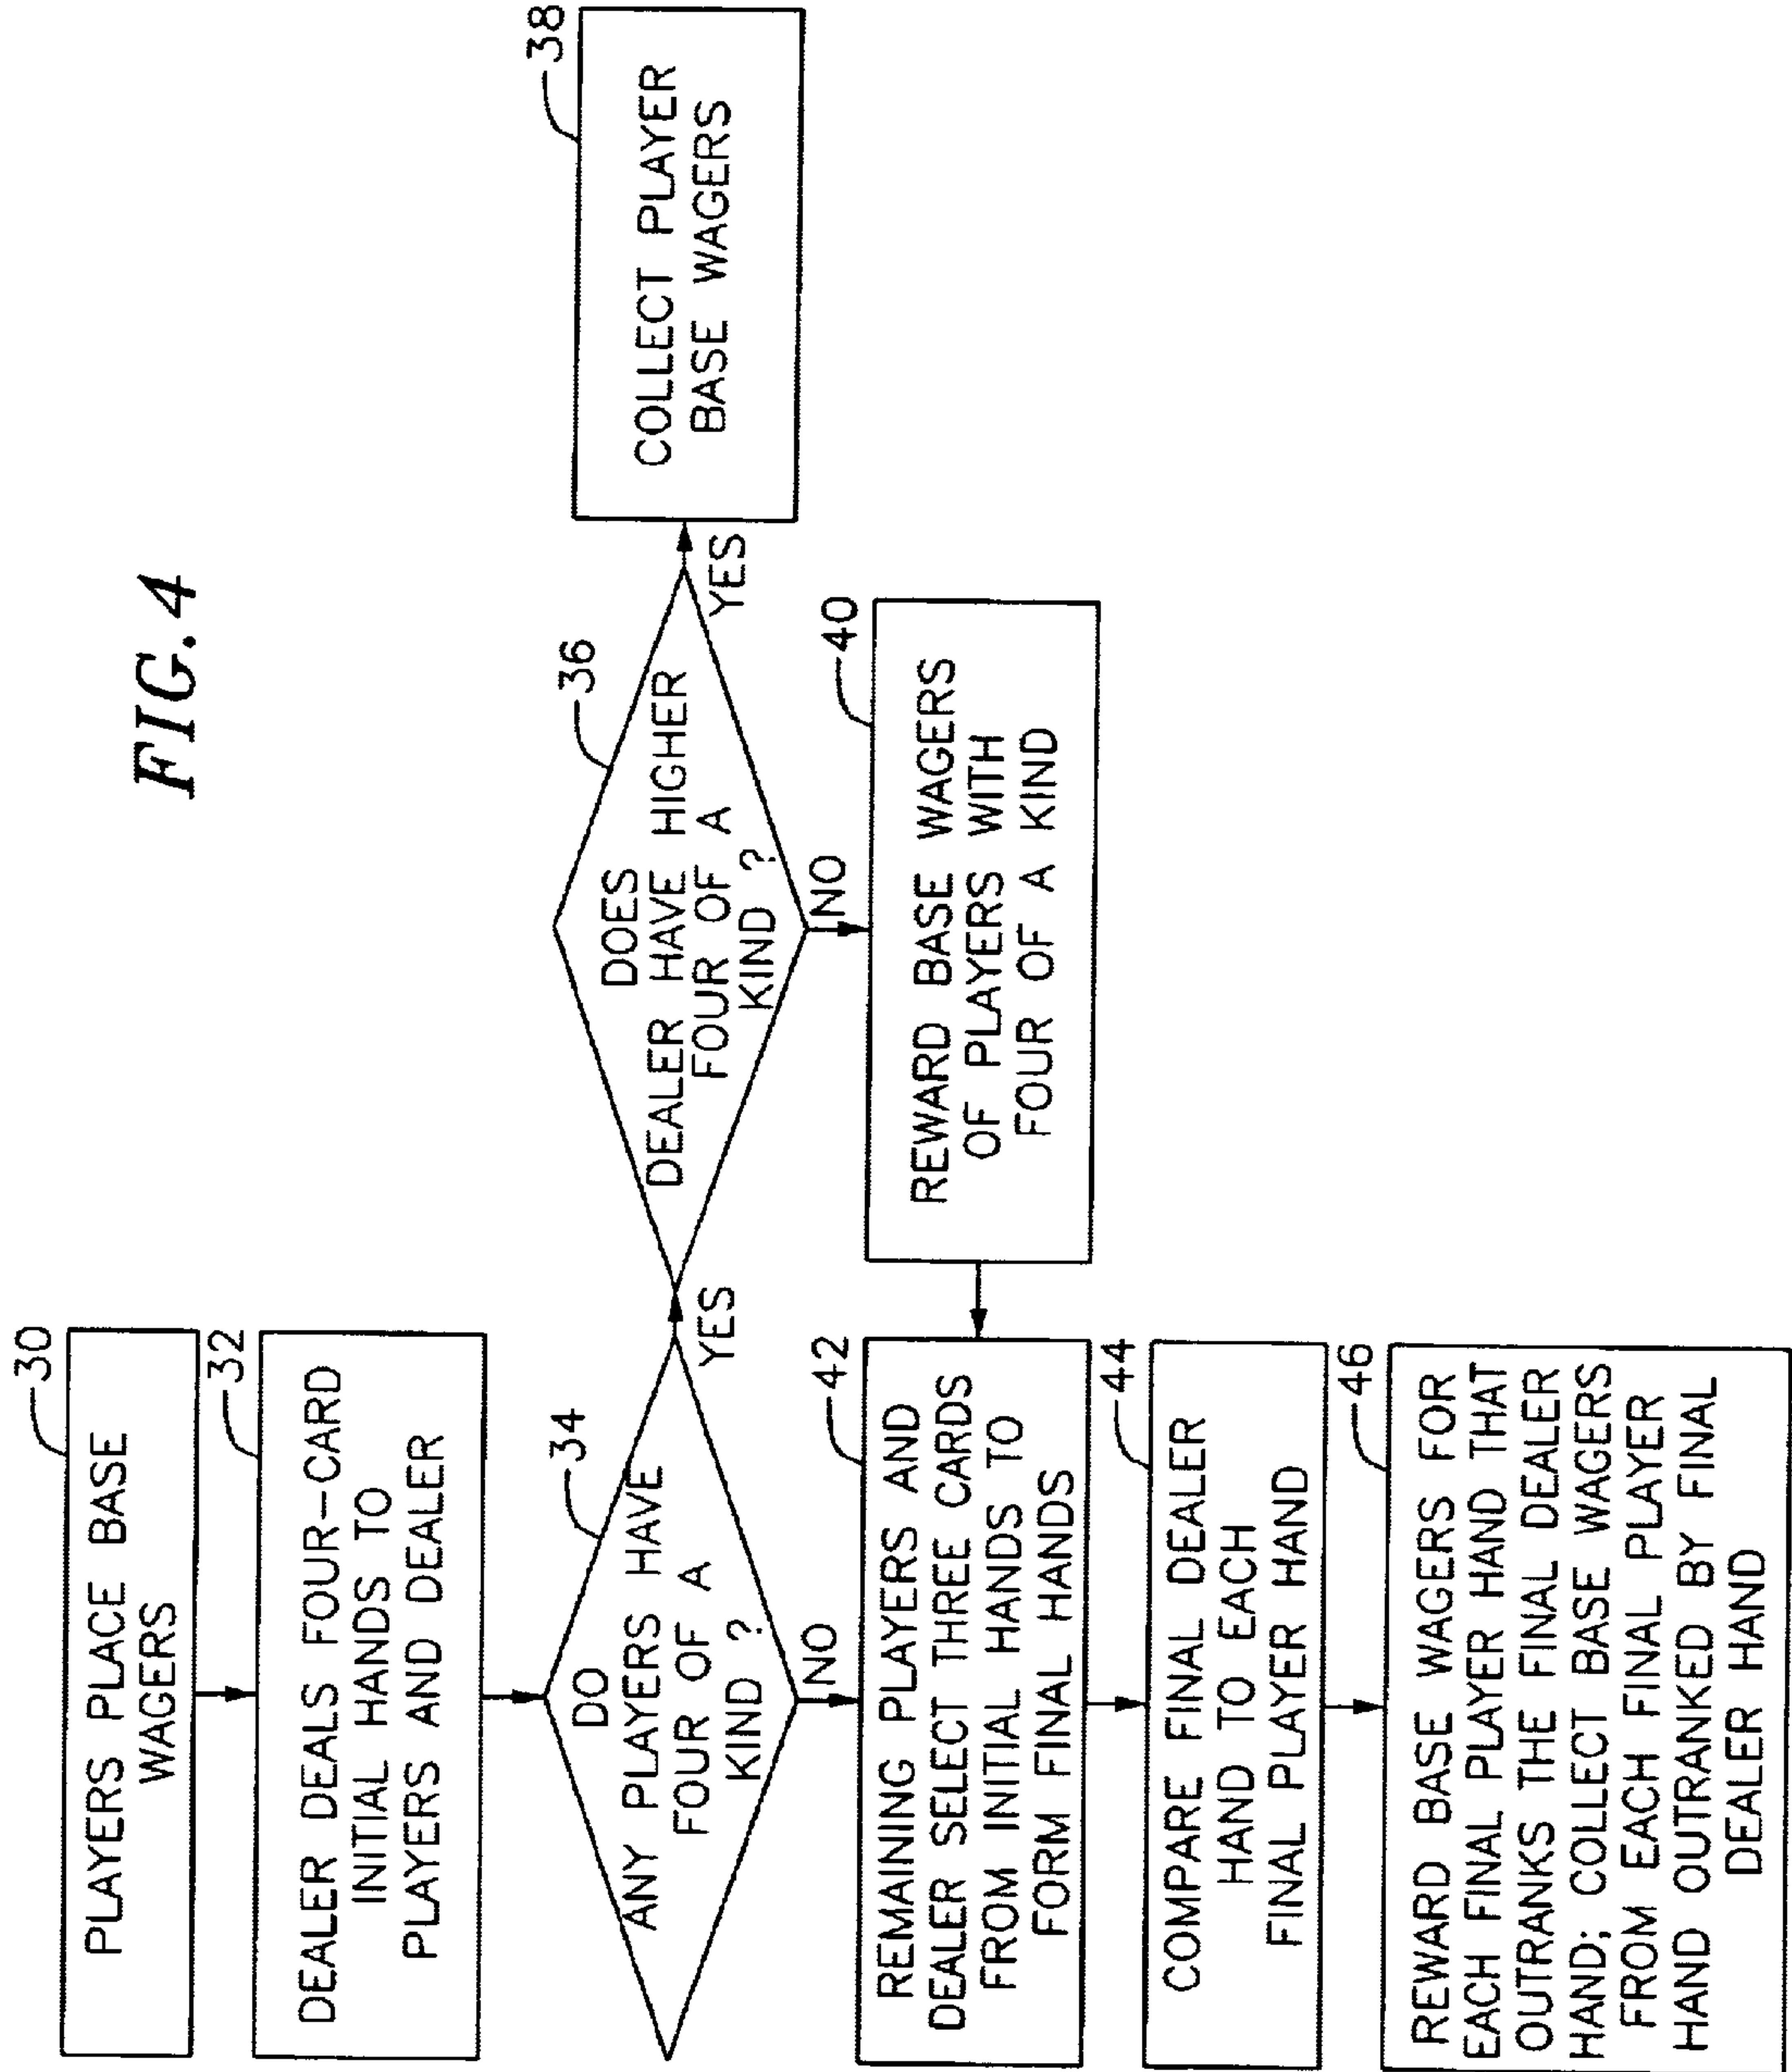 FIG. 4
30
PLAYERS PLACE BASE
WAGERS
32
DEALER DEALS FOUR-CARD
INITIAL HANDS TO
PLAYERS AND DEALER
34
DO
ANY PLAYERS HAVE
FOUR OF A
KIND ?
YES
NO
36
DOES
DEALER HAVE HIGHER
FOUR OF A
KIND ?
YES
NO
38
COLLECT PLAYER
BASE WAGERS
40
REWARD BASE WAGERS
OF PLAYERS WITH
FOUR OF A KIND
42
REMAINING PLAYERS AND
DEALER SELECT THREE CARDS
FROM INITIAL HANDS TO
FORM FINAL HANDS
44
COMPARE FINAL DEALER
HAND TO EACH
FINAL PLAYER HAND
46
REWARD BASE WAGERS FOR
EACH FINAL PLAYER HAND THAT
OUTRANKS THE FINAL DEALER
HAND; COLLECT BASE WAGERS
FROM EACH FINAL PLAYER
HAND OUTRANKED BY FINAL
DEALER HAND